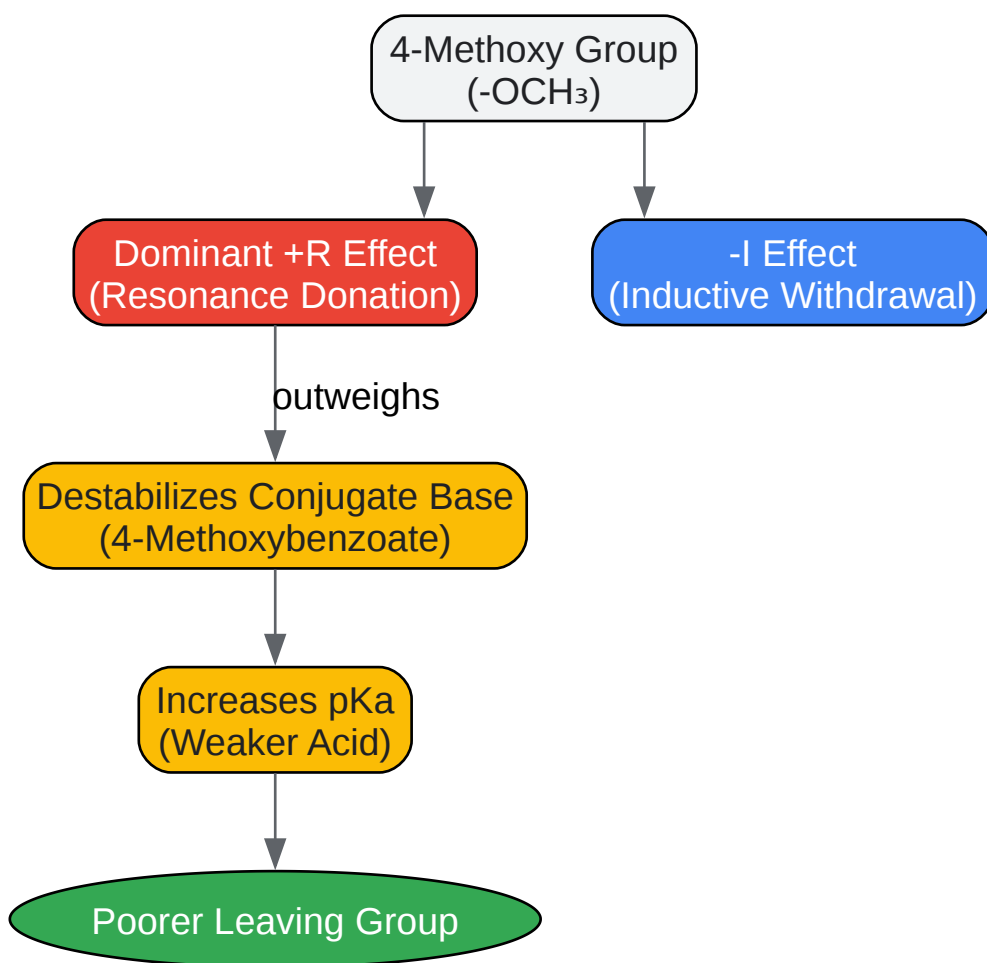 4-Methoxy Group
(-OCH₃)
Dominant +R Effect
(Resonance Donation)
-I Effect
(Inductive Withdrawal)
outweighs
Destabilizes Conjugate Base
(4-Methoxybenzoate)
Increases pKa
(Weaker Acid)
Poorer Leaving Group